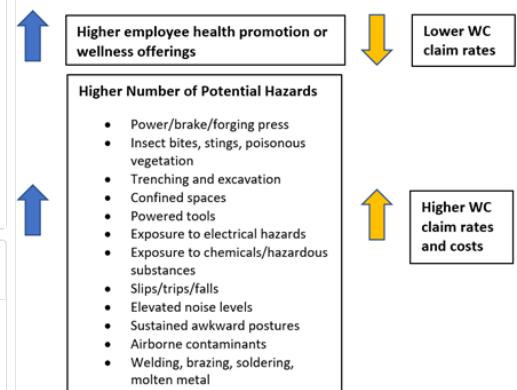 Higher employee health promotion or
wellness offerings
Lower WC
claim rates
Higher Number of Potential Hazards
• Power/brake/forging press
• Insect bites, stings, poisonous
vegetation
• Trenching and excavation
• Confined spaces
• Powered tools
• Exposure to electrical hazards
• Exposure to chemicals/hazardous
substances
• Slips/trips/falls
• Elevated noise levels
• Sustained awkward postures
• Airborne contaminants
• Welding, brazing, soldering,
molten metal
Higher WC
claim rates
and costs